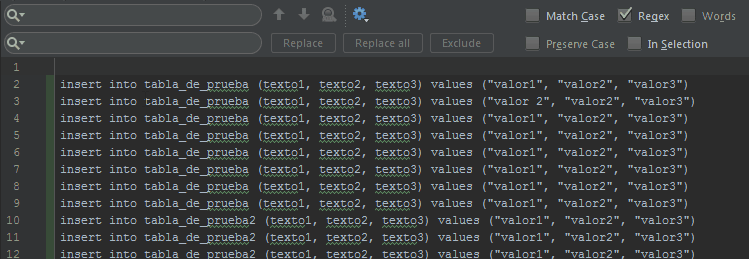 Match Case Regex Words
Replace Replace all Exclude Preserve Case In Selection
1
2 insert into tabla_de_prueba (texto1, texto2, texto3) values ("valor1", "valor2", "valor3")
3 insert into tabla_de_prueba (texto1, texto2, texto3) values ("valor 2", "valor2", "valor3")
4 insert into tabla_de_prueba (texto1, texto2, texto3) values ("valor1", "valor2", "valor3")
5 insert into tabla_de_prueba (texto1, texto2, texto3) values ("valor1", "valor2", "valor3")
6 insert into tabla_de_prueba (texto1, texto2, texto3) values ("valor1", "valor2", "valor3")
7 insert into tabla_de_prueba (texto1, texto2, texto3) values ("valor1", "valor2", "valor3")
8 insert into tabla_de_prueba (texto1, texto2, texto3) values ("valor1", "valor2", "valor3")
9 insert into tabla_de_prueba (texto1, texto2, texto3) values ("valor1", "valor2", "valor3")
10 insert into tabla_de_prueba2 (texto1, texto2, texto3) values ("valor1", "valor2", "valor3")
11 insert into tabla_de_prueba2 (texto1, texto2, texto3) values ("valor1", "valor2", "valor3")
12 insert into tabla_de_prueba2 (texto1, texto2, texto3) values ("valor1", "valor2", "valor3")